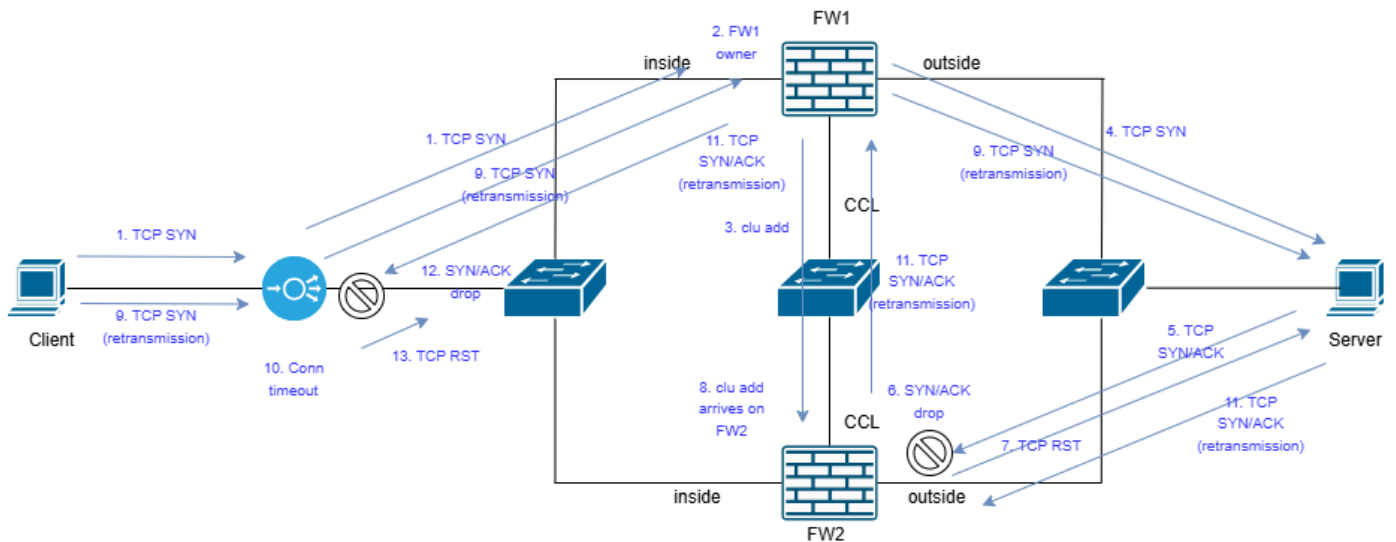 FW1
2. FW1
owner
inside
outside
1. TCP SYN
4. TCP SYN
11. TCP
SYN/ACK
(retransmission)
9. TCP SYN
(retransmission)
9. TCP SYN
(retransmission)
CCL
3. clu add
1. TCP SYN
12. SYN/ACK
drop
11. TCP
SYN/ACK
(retransmission)
9. TCP SYN
(retransmission)
Client
13. TCP RST
10. Conn
timeout
5. TCP
SYN/ACK
Server
8. clu add
arrives on
FW2
6. SYN/ACK
drop
CCL
7. TCP RST
11. TCP
SYN/ACK
(retransmission)
inside
outside
FW2